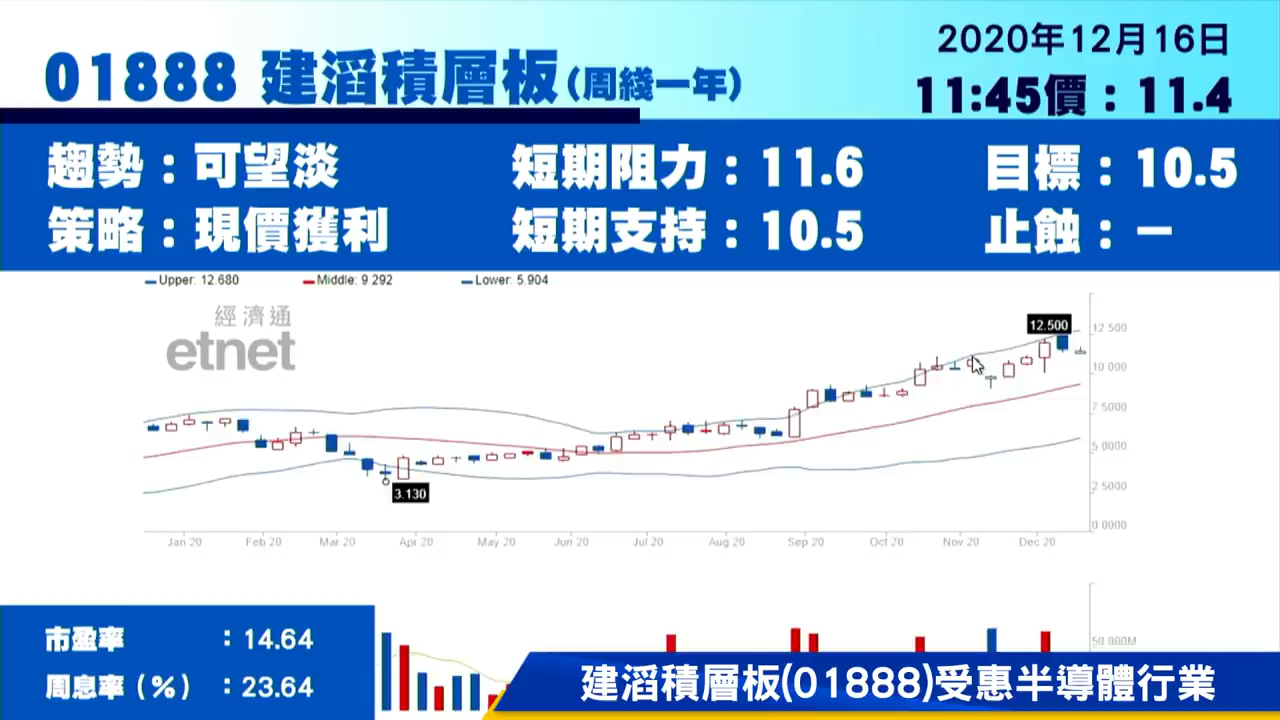 2020年12月16日
01888 建滔積層板(周綫一年)
11:45價：11.4
趨勢：可望淡 短期阻力：11.6 目標：10.5
策略：現價獲利 短期支持：10.5 止蝕：－
Upper: 12.680 Middle: 9 292 Lower: 5.904
經濟通
etnet
12.500
12 500
10 000
7 5000
5 0000
2 5000
3.130
0 0000
Jan 20 Feb 20 Mar 20 Apr 20 May 20 Jun 20 Jul 20 Aug 20 Sep 20 Oct 20 Nov 20 Dec 20
市盈率 ：14.64
50 000M
周息率（%） ：23.64
建滔積層板(01888)受惠半導體行業